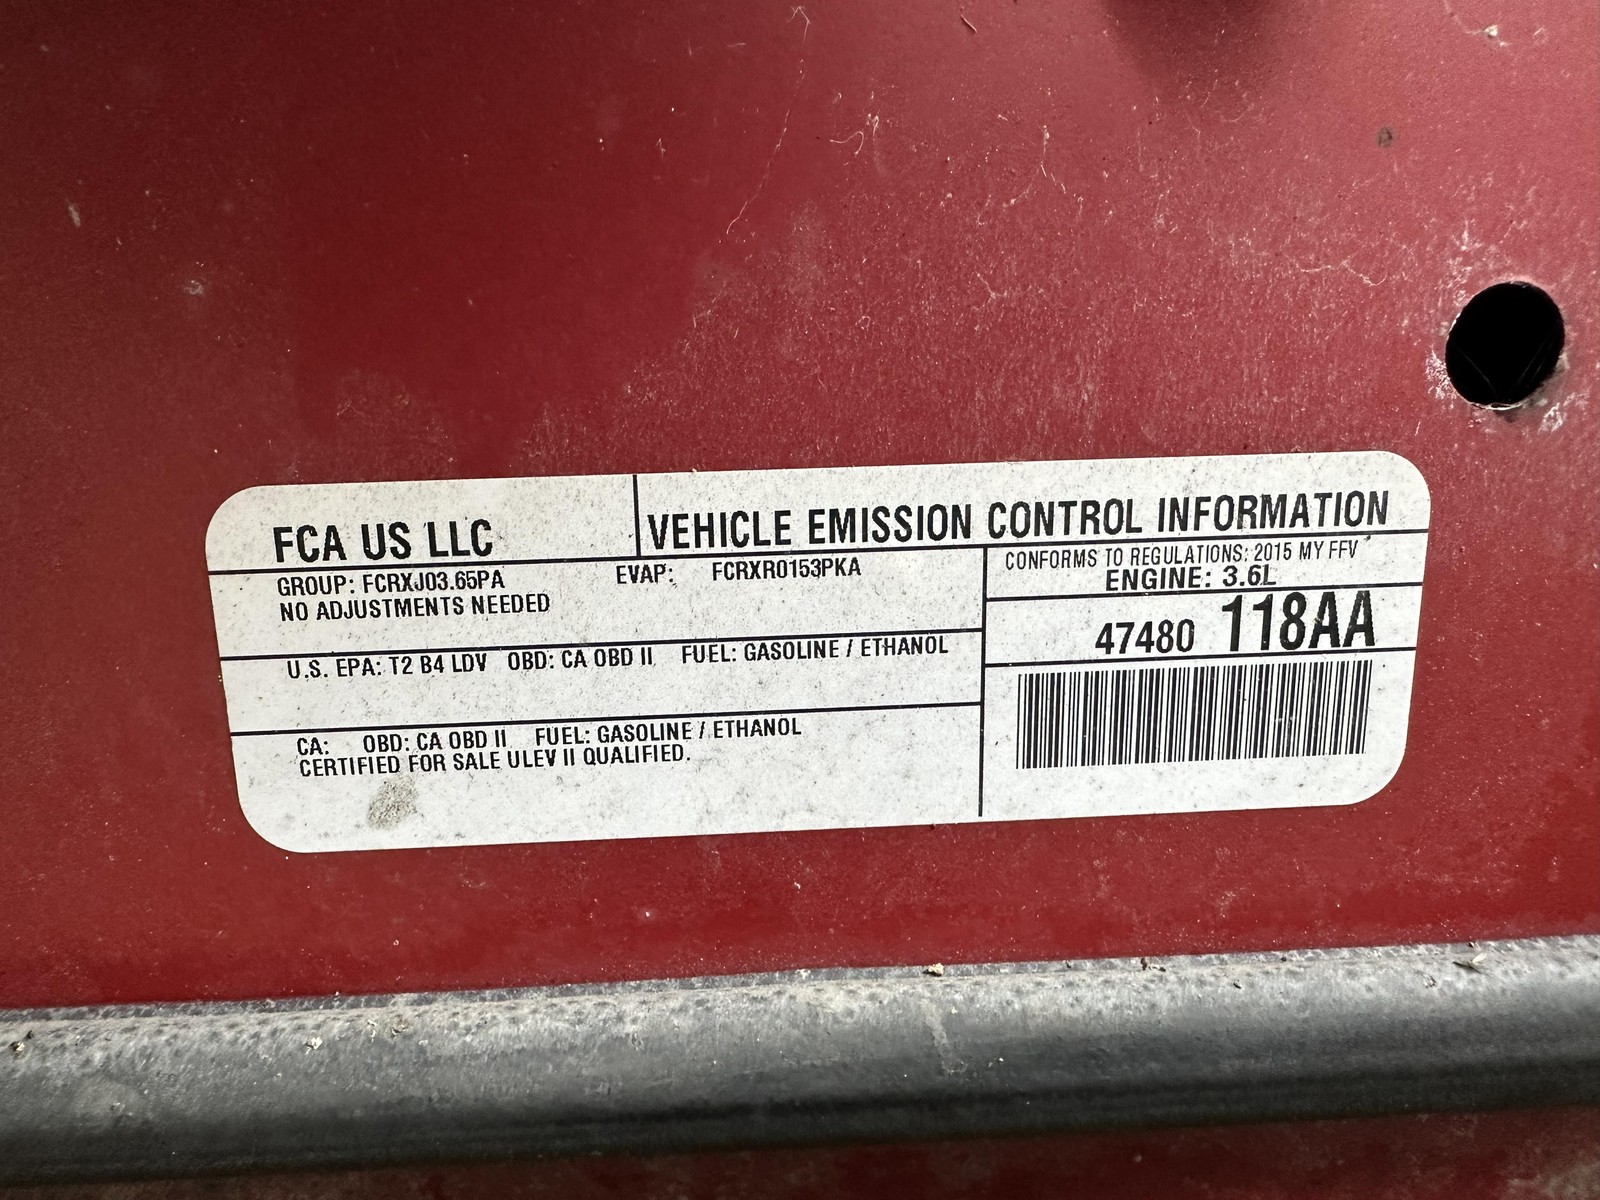 FCA US LLC
VEHICLE EMISSION CONTROL INFORMATION
GROUP: FCRXJ03.65PA EVAP: FCRXR0153PKA
NO ADJUSTMENTS NEEDED
CONFORMS TO REGULATIONS: 2015 MY FFV
ENGINE: 3.6L
47480 118AA
U.S. EPA: T2 B4 LDV OBD: CA OBD II FUEL: GASOLINE / ETHANOL
CA: OBD: CA OBD II FUEL: GASOLINE / ETHANOL
CERTIFIED FOR SALE ULEV II QUALIFIED.